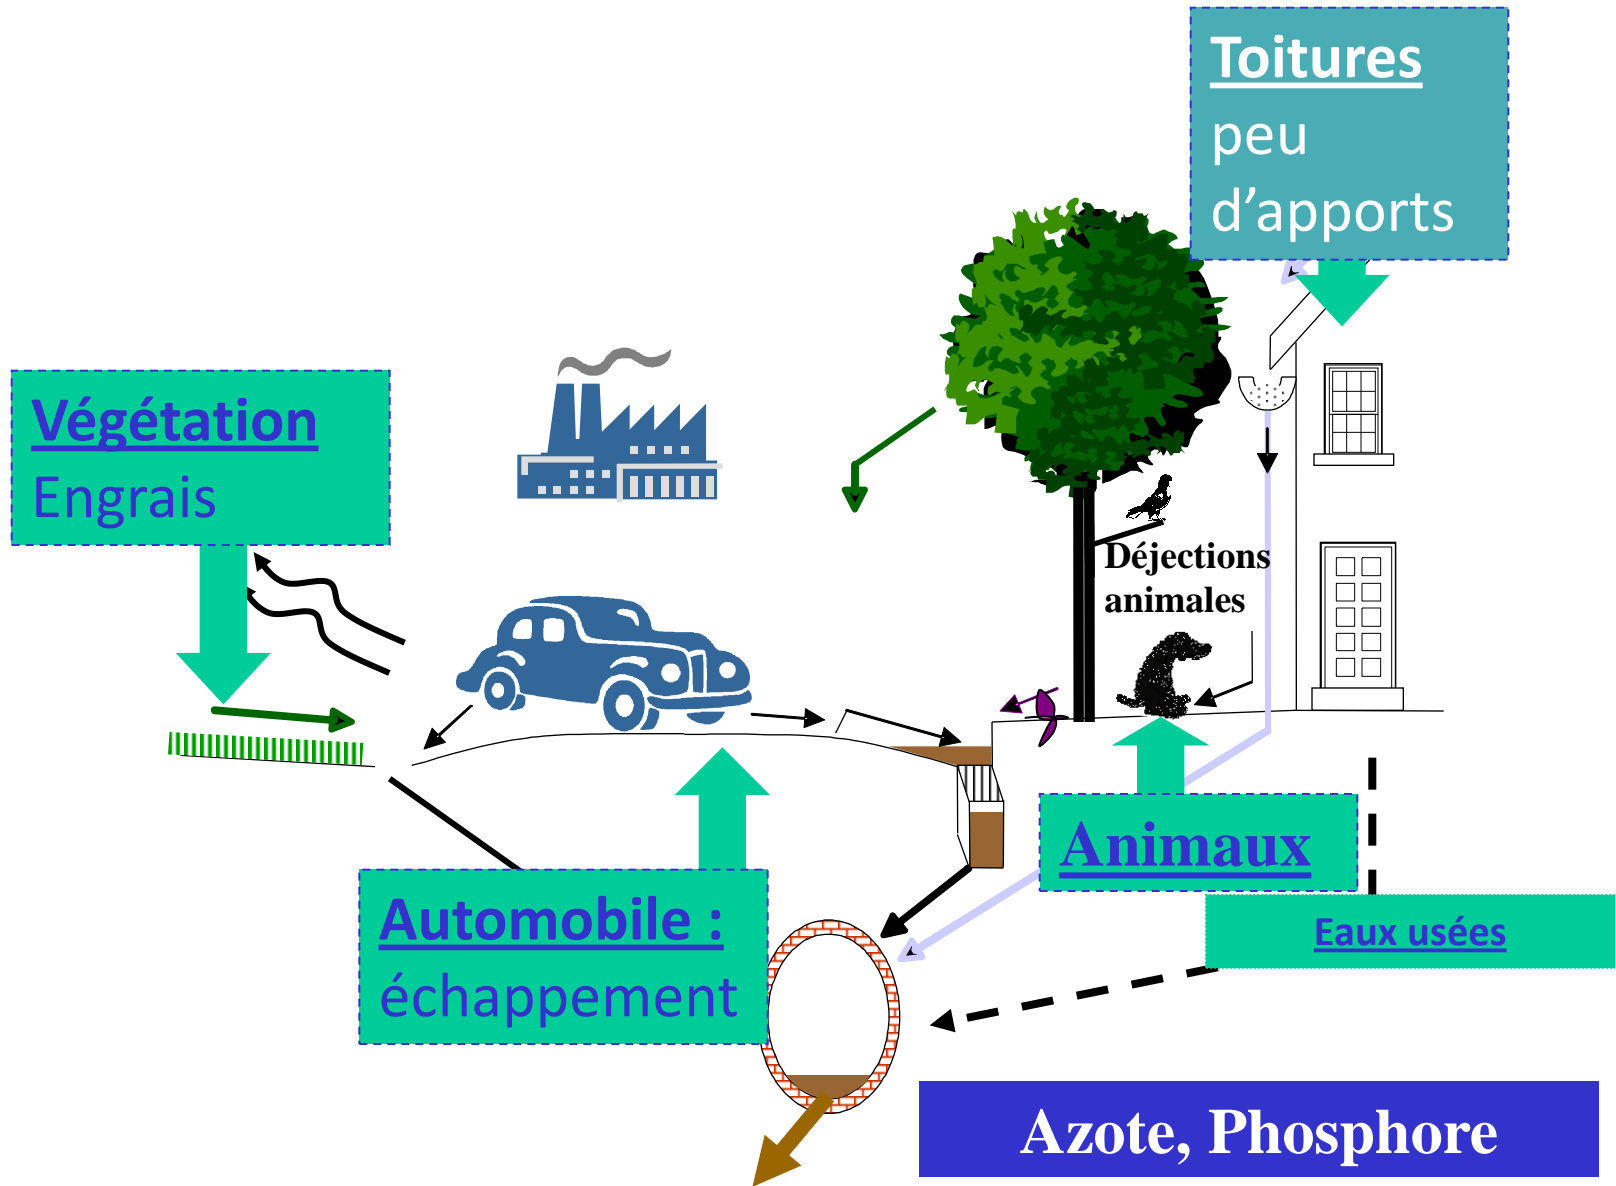 Toitures
peu
d’apports
Végétation
Engrais
Déjections
animales
Animaux
Automobile :
échappement
Eaux usées
Azote, Phosphore